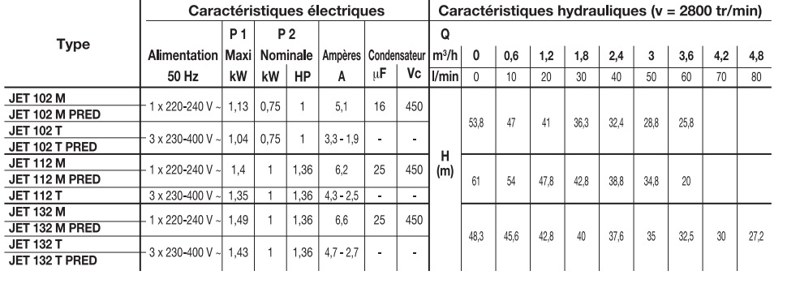 Caractéristiques électriques Caractéristiques hydrauliques (v = 2800 tr/min)
Type P 1 P 2 Q
Alimentation Maxi Nominale Ampères Condensateur m³/h 0 0,6 1,2 1,8 2,4 3 3,6 4,2 4,8
50 Hz kW kW HP A µF Vc l/min 0 10 20 30 40 50 60 70 80
JET 102 M
JET 102 M PRED
1 x 220-240 V ~ 1,13 0,75 1 5,1 16 450
JET 102 T
JET 102 T PRED
3 x 230-400 V ~ 1,04 0,75 1 3,3 - 1,9 - -
H (m)
53,8 47 41 36,3 32,4 28,8 25,8
JET 112 M
JET 112 M PRED
1 x 220-240 V ~ 1,4 1 1,36 6,2 25 450
JET 112 T 3 x 230-400 V ~ 1,35 1 1,36 4,3 - 2,5 - -
61 54 47,8 42,8 38,8 34,8 20
JET 132 M
JET 132 M PRED
1 x 220-240 V ~ 1,49 1 1,36 6,6 25 450
JET 132 T
JET 132 T PRED
3 x 230-400 V ~ 1,43 1 1,36 4,7 - 2,7 - -
48,3 45,6 42,8 40 37,6 35 32,5 30 27,2